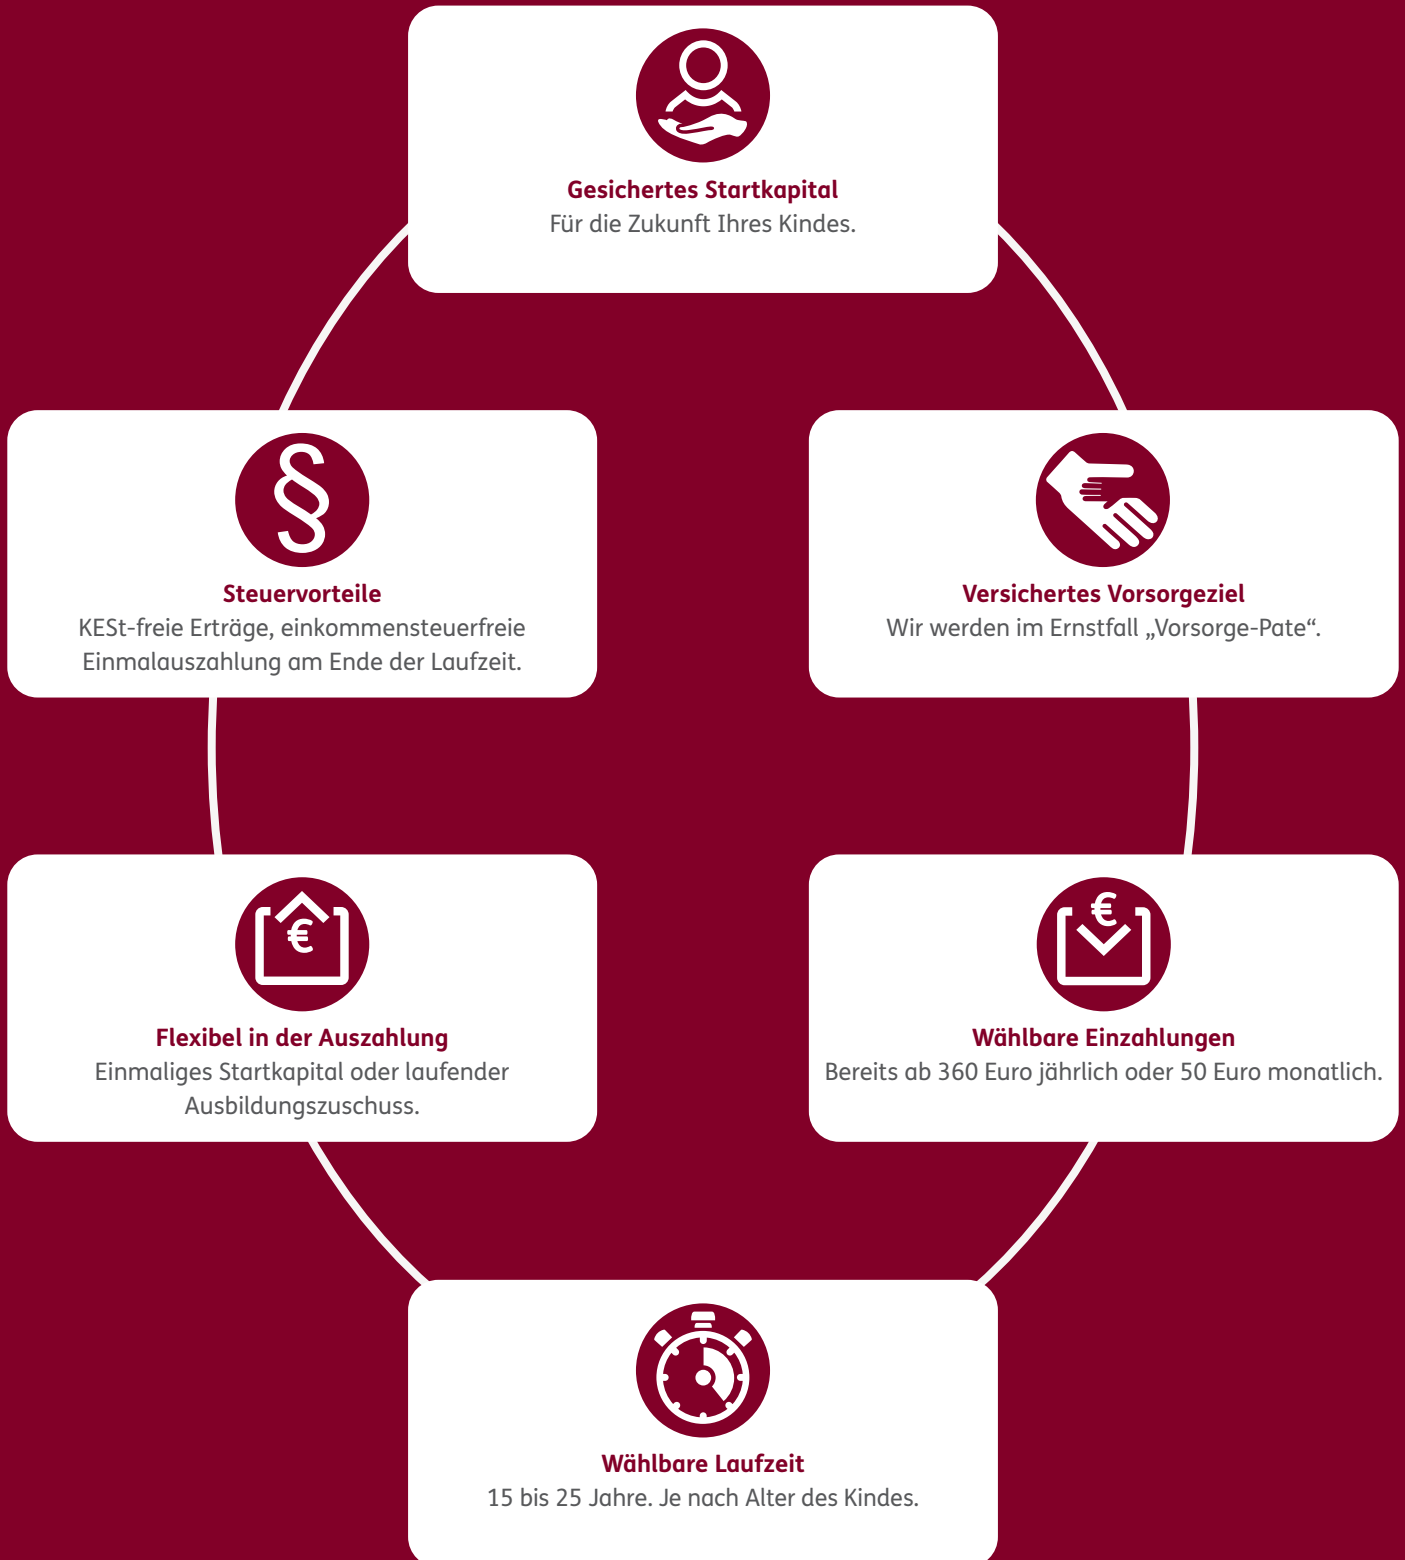 Gesichertes Startkapital
Für die Zukunft Ihres Kindes.
§
Steuervorteile
KESt-freie Erträge, einkommensteuerfreie
Einmalauszahlung am Ende der Laufzeit.
Versichertes Vorsorgeziel
Wir werden im Ernstfall „Vorsorge-Pate“.
€
Flexibel in der Auszahlung
Einmaliges Startkapital oder laufender
Ausbildungszuschuss.
€
Wählbare Einzahlungen
Bereits ab 360 Euro jährlich oder 50 Euro monatlich.
Wählbare Laufzeit
15 bis 25 Jahre. Je nach Alter des Kindes.